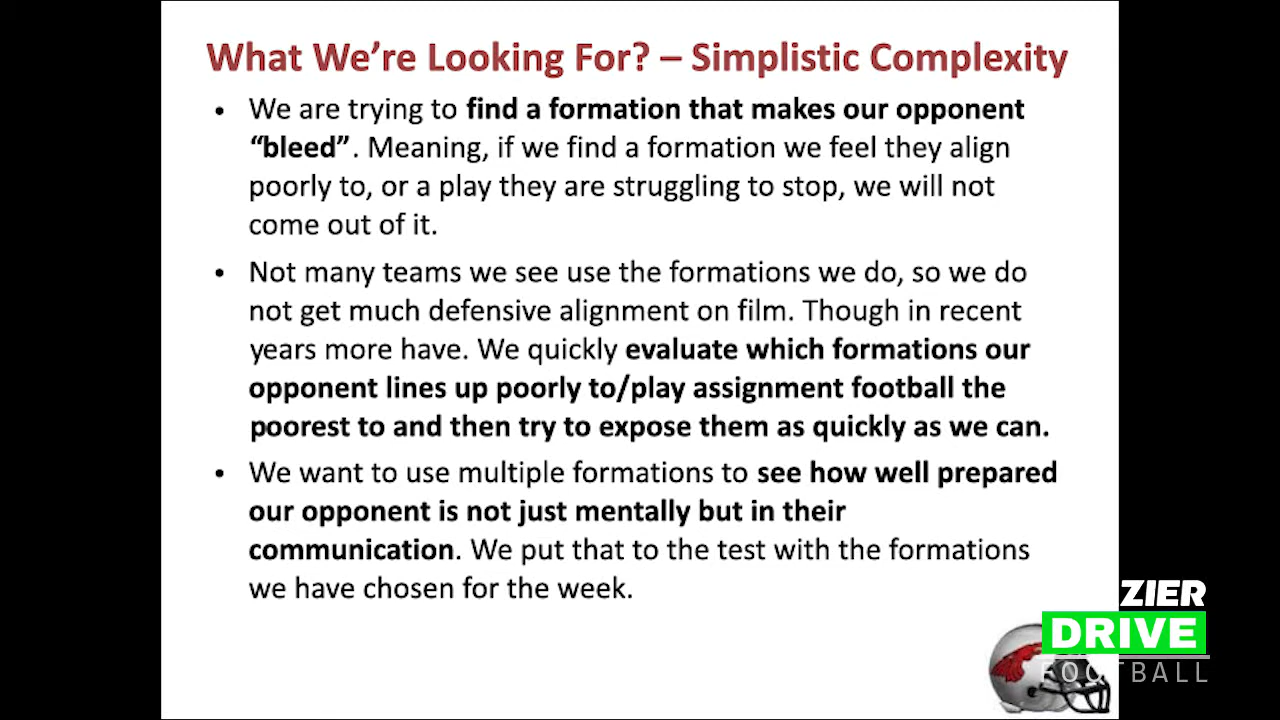 What We’re Looking For? – Simplistic Complexity
• We are trying to find a formation that makes our opponent
“bleed”. Meaning, if we find a formation we feel they align
poorly to, or a play they are struggling to stop, we will not
come out of it.
• Not many teams we see use the formations we do, so we do
not get much defensive alignment on film. Though in recent
years more have. We quickly evaluate which formations our
opponent lines up poorly to/play assignment football the
poorest to and then try to expose them as quickly as we can.
• We want to use multiple formations to see how well prepared
our opponent is not just mentally but in their
communication. We put that to the test with the formations
we have chosen for the week.
ZIER
DRIVE
FOOTBALL